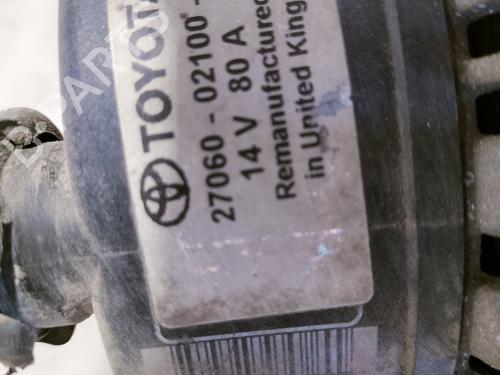 TOYOTA
27060 - 02100 -
14 V 80 A
Remanufactured
in United King